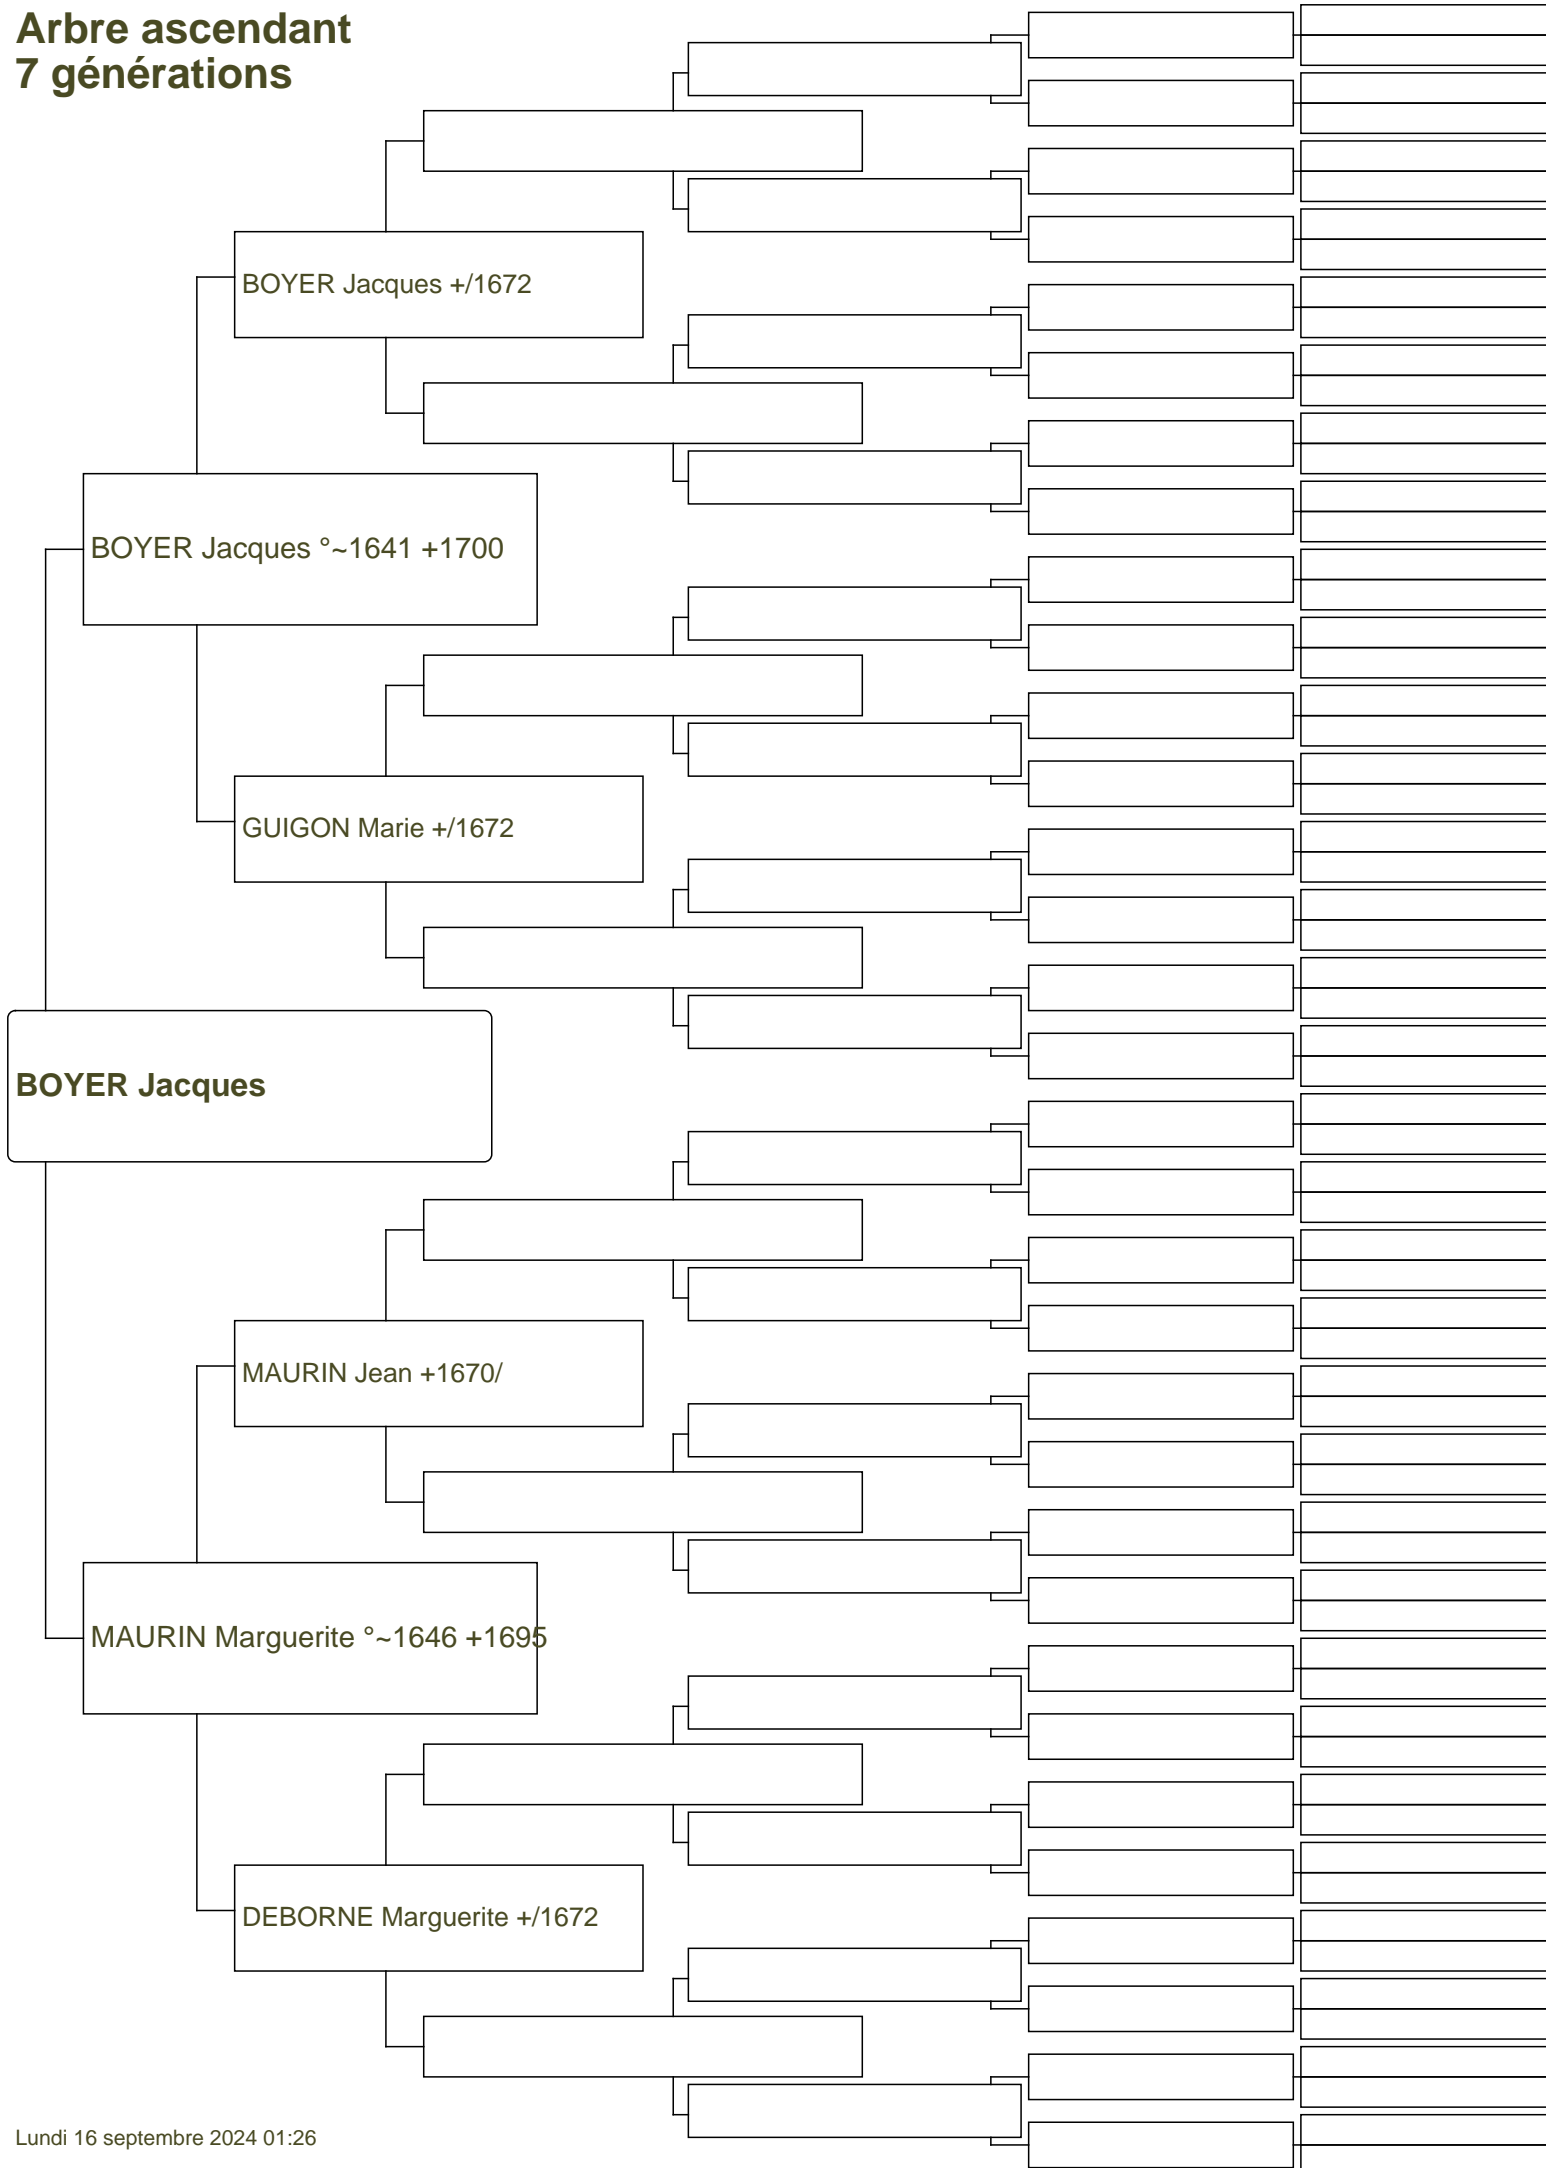 Arbre ascendant
7 générations
BOYER Jacques +/1672
BOYER Jacques °~1641 +1700
GUIGON Marie +/1672
BOYER Jacques
MAURIN Jean +1670/
MAURIN Marguerite °~1646 +1695
DEBORNE Marguerite +/1672
Lundi 16 septembre 2024 01:26